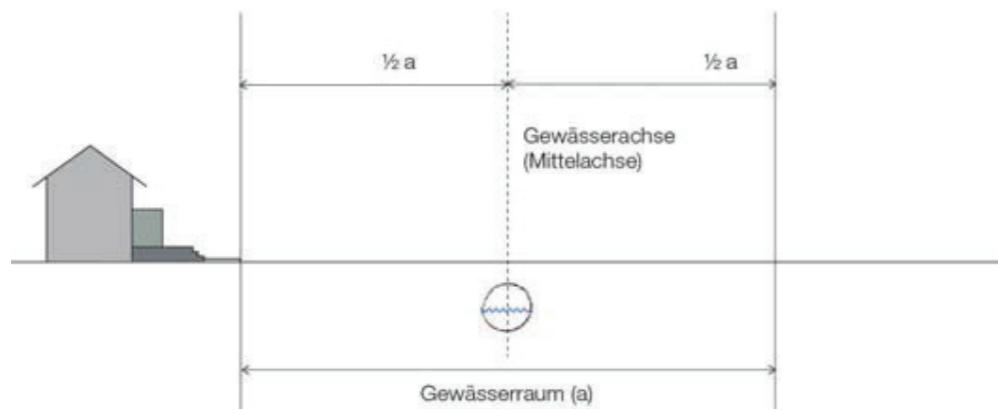 ½ a
½ a
Gewässerachse
(Mittelachse)
Gewässerraum (a)